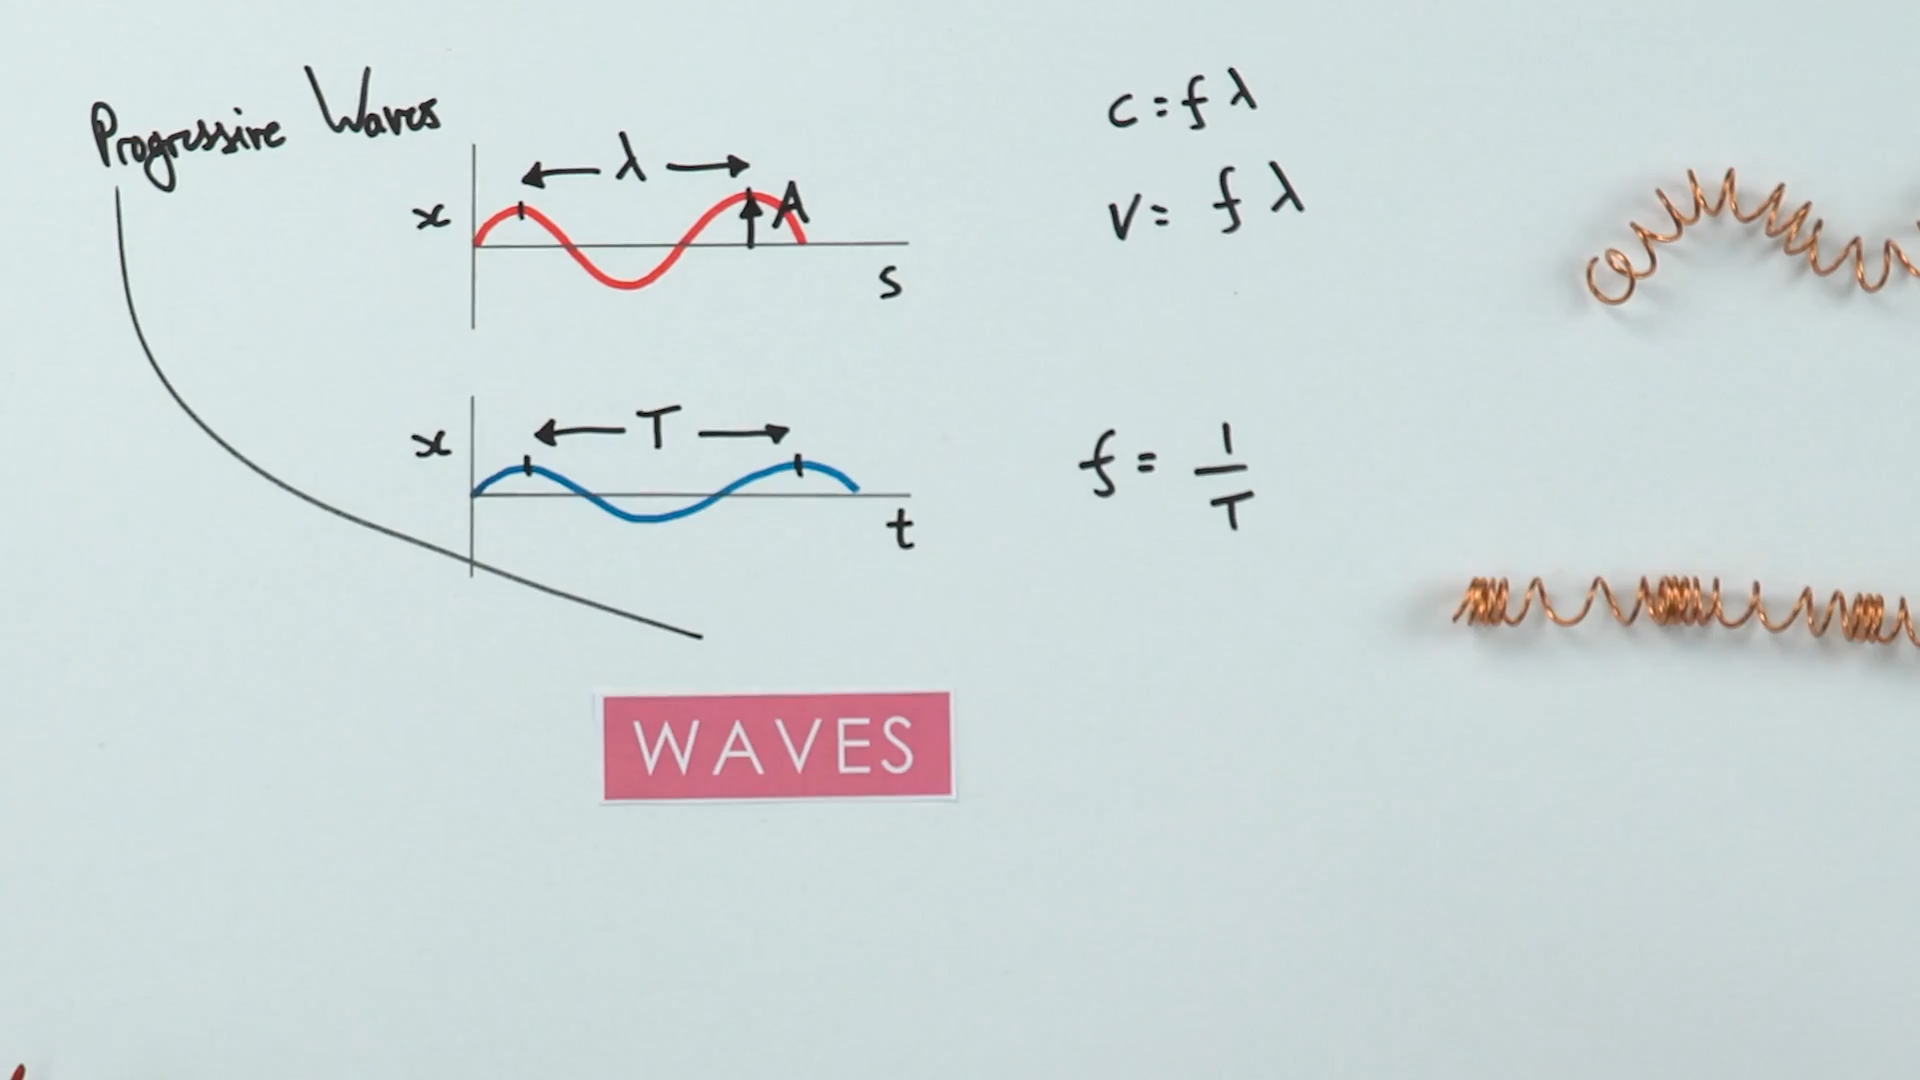 Progressive Waves
λ
x
A
s
c = f λ
v = f λ
T
x
t
f = 1/T
WAVES